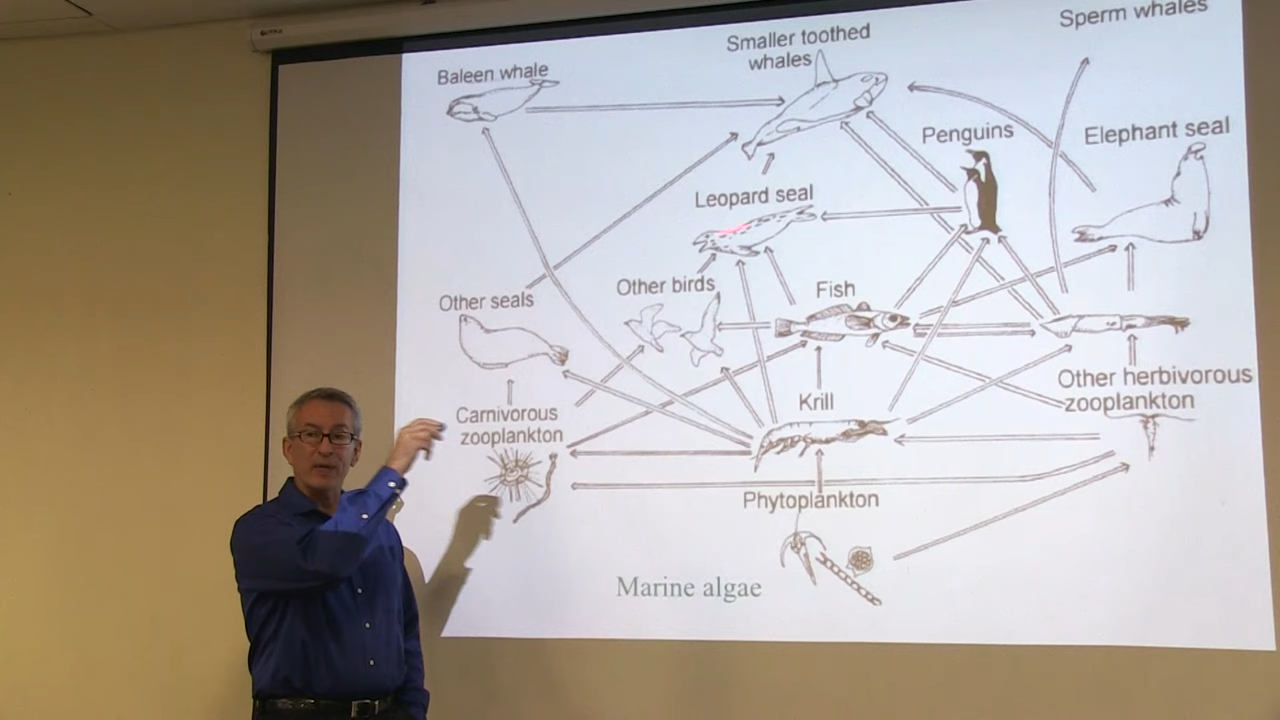 Sperm whales
Smaller toothed
whales
Baleen whale
Penguins
Elephant seal
Leopard seal
Other birds
Fish
Other seals
Other herbivorous
zooplankton
Krill
Carnivorous
zooplankton
Phytoplankton
Marine algae